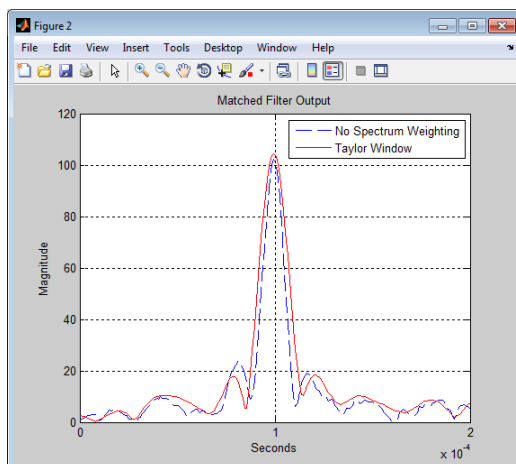 Figure 2
File Edit View Insert Tools Desktop Window Help
Matched Filter Output
No Spectrum Weighting
Taylor Window
120
100
80
60
40
20
0
Magnitude
0 1 2
Seconds
x 10⁻⁴